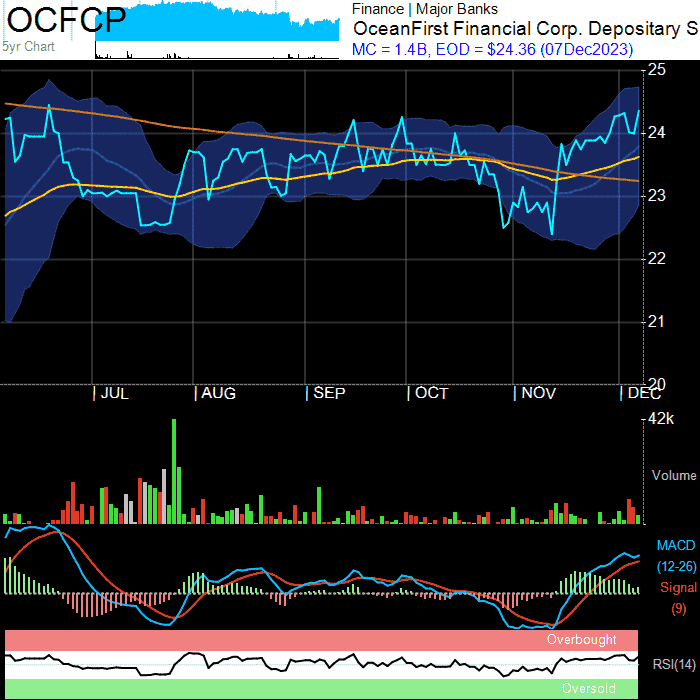 OCFCP
5yr Chart
Finance | Major Banks
OceanFirst Financial Corp. Depositary S
MC = 1.4B, EOD = $24.36 (07Dec2023)
25
24
23
22
21
20
JUL AUG SEP OCT NOV DEC
42k
Volume
MACD
(12-26)
Signal
(9)
Overbought
RSI(14)
Oversold